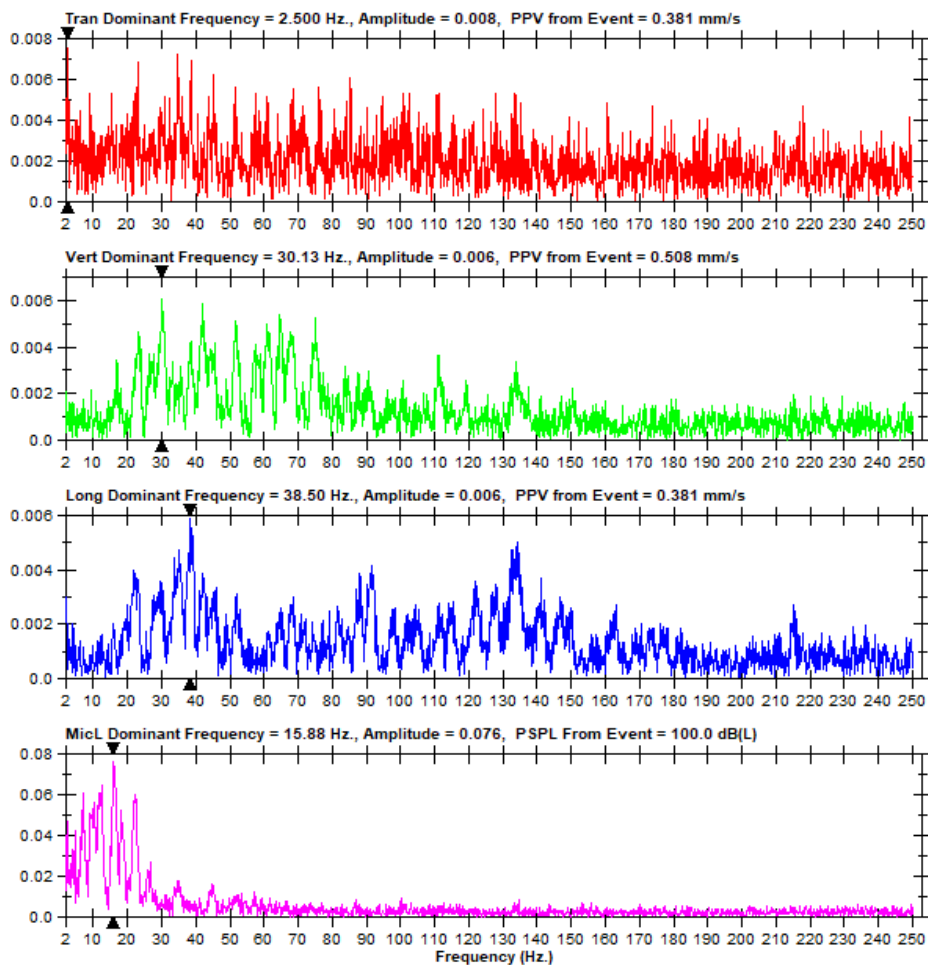 Tran Dominant Frequency = 2.500 Hz., Amplitude = 0.008, PPV from Event = 0.381 mm/s
0.008
0.006
0.004
0.002
0.0
2 10 20 30 40 50 60 70 80 90 100 110 120 130 140 150 160 170 180 190 200 210 220 230 240 250
Vert Dominant Frequency = 30.13 Hz., Amplitude = 0.006, PPV from Event = 0.508 mm/s
0.006
0.004
0.002
0.0
2 10 20 30 40 50 60 70 80 90 100 110 120 130 140 150 160 170 180 190 200 210 220 230 240 250
Long Dominant Frequency = 38.50 Hz., Amplitude = 0.006, PPV from Event = 0.381 mm/s
0.006
0.004
0.002
0.0
2 10 20 30 40 50 60 70 80 90 100 110 120 130 140 150 160 170 180 190 200 210 220 230 240 250
MicL Dominant Frequency = 15.88 Hz., Amplitude = 0.076, PSPL From Event = 100.0 dB(L)
0.08
0.06
0.04
0.02
0.0
2 10 20 30 40 50 60 70 80 90 100 110 120 130 140 150 160 170 180 190 200 210 220 230 240 250
Frequency (Hz.)